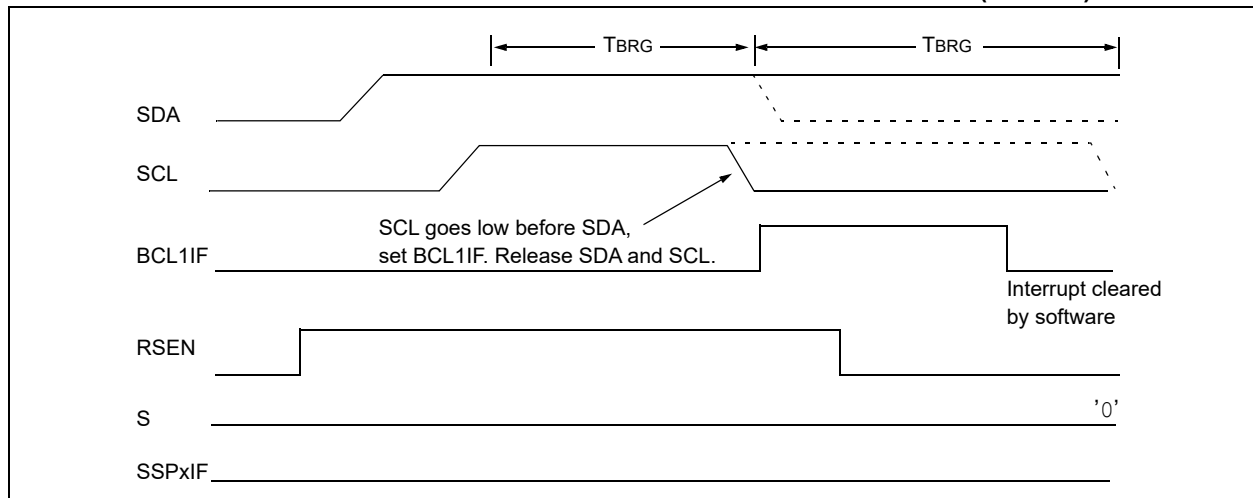 TBRG
TBRG
SDA
SCL
SCL goes low before SDA,
set BCL1IF. Release SDA and SCL.
BCL1IF
Interrupt cleared
by software
RSEN
S
'0'
SSPxIF